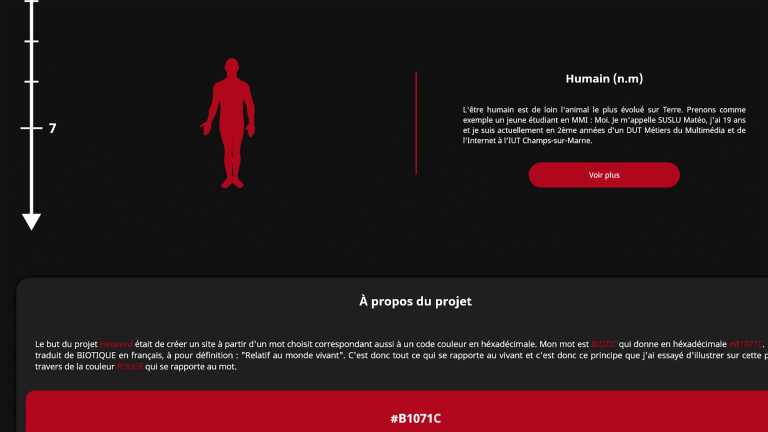 Humain (n.m)
L'être humain est de loin l'animal le plus évolué sur Terre. Prenons comme
exemple un jeune étudiant en MMI : Moi. Je m'appelle SUSLU Matéo, j'ai 19 ans
et je suis actuellement en 2ème années d'un DUT Métiers du Multimédia et de
l'Internet à l'IUT Champs-sur-Marne.
7
Voir plus
À propos du projet
Le but du projet Hexword était de créer un site à partir d'un mot choisit correspondant aussi à un code couleur en héxadécimale. Mon mot est BIOTIC qui donne en héxadécimale #B1071C.
traduit de BIOTIQUE en français, à pour définition : "Relatif au monde vivant". C'est donc tout ce qui se rapporte au vivant et c'est donc ce principe que j'ai essayé d'illustrer sur cette
travers de la couleur ROUGE qui se rapporte au mot.
#B1071C